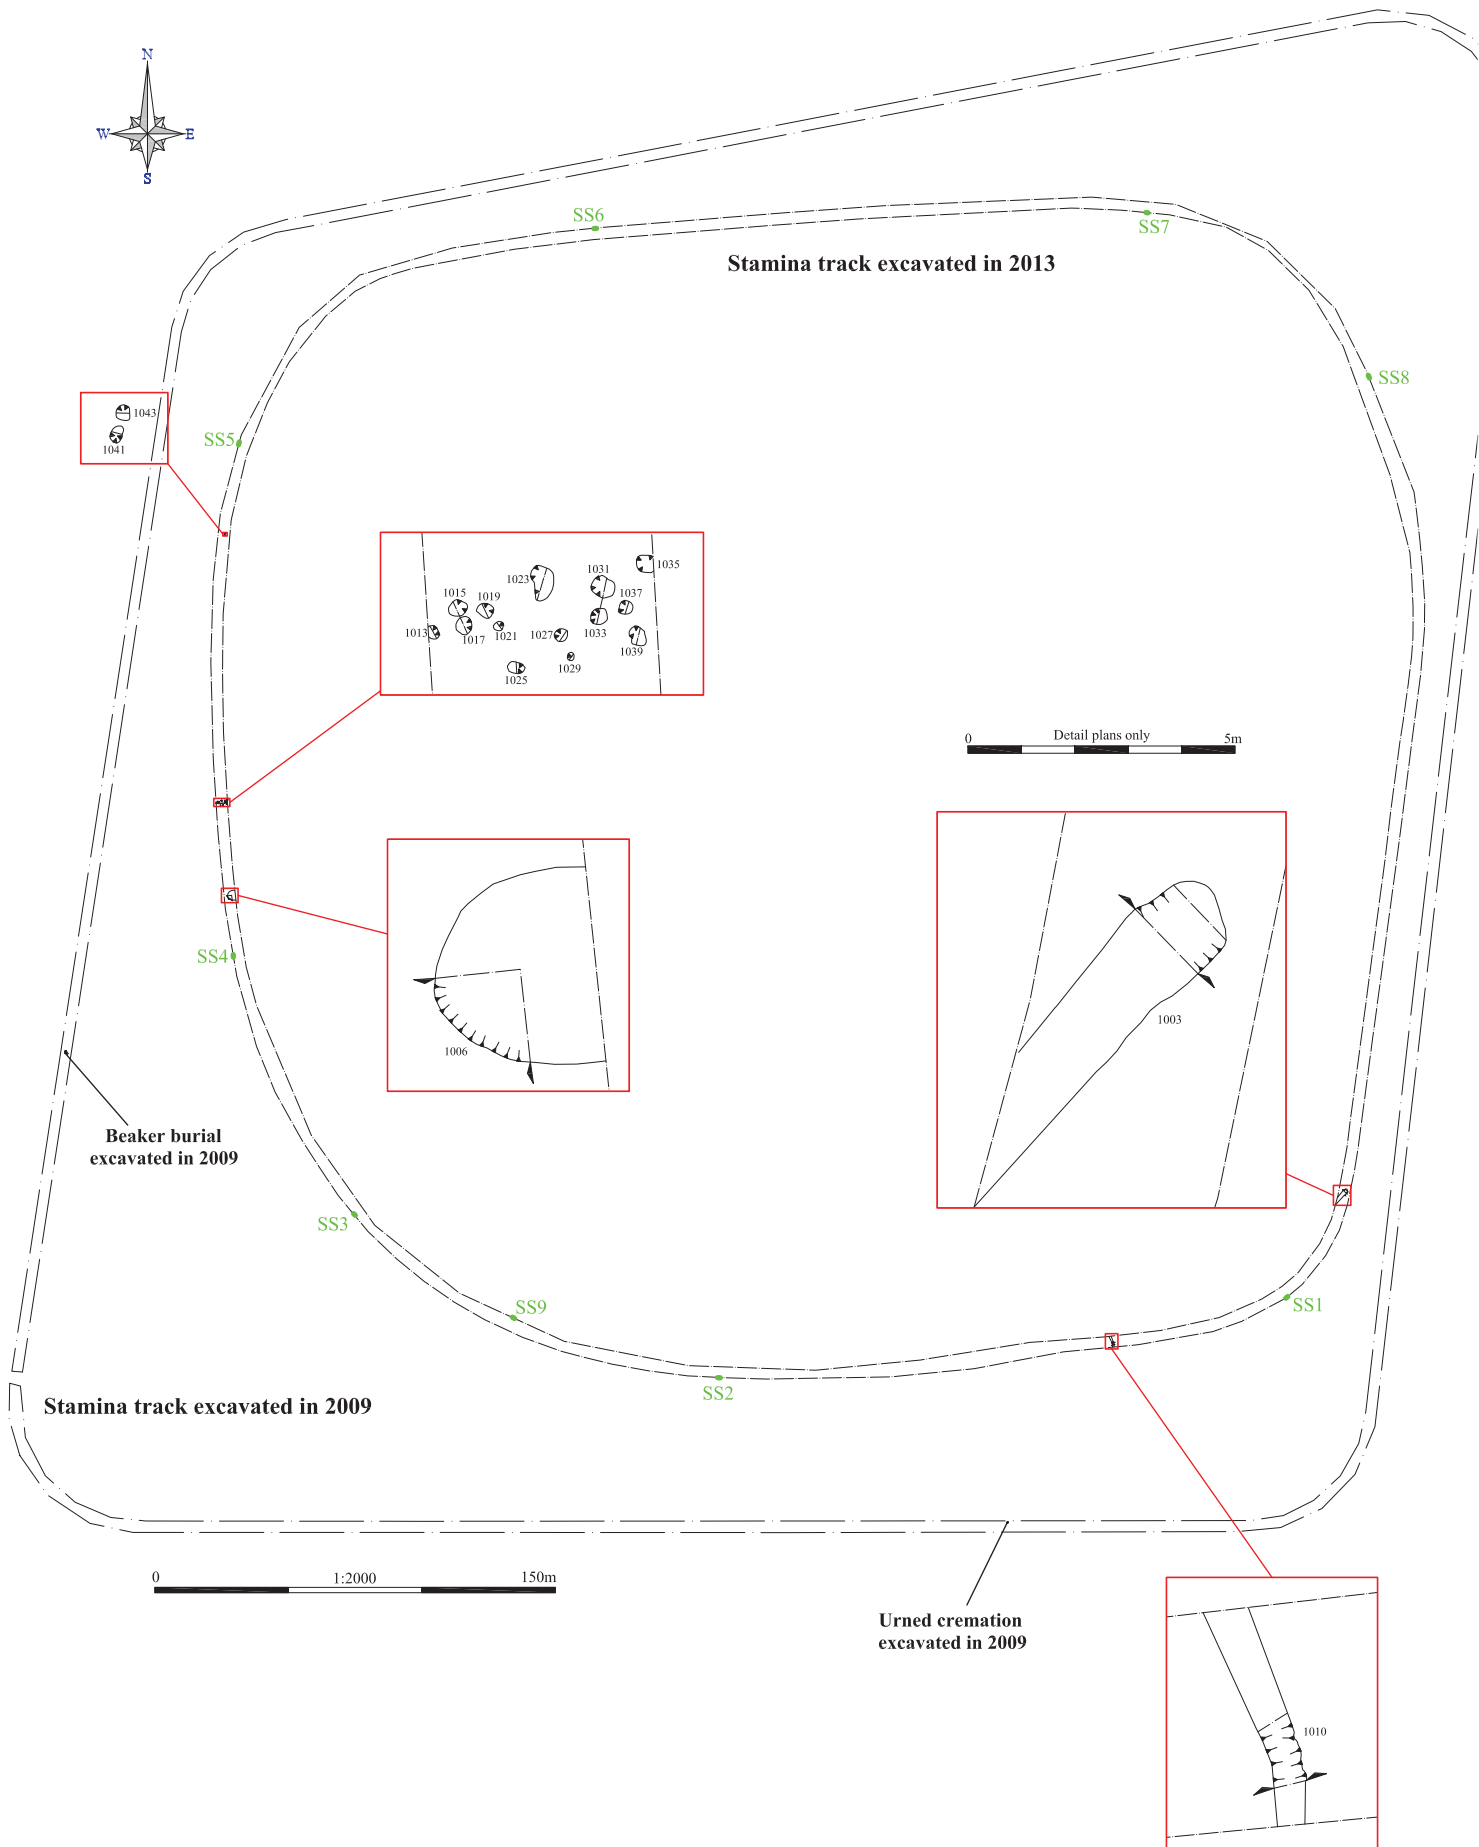 N
W E
S
SS6
SS7
Stamina track excavated in 2013
SS8
1043
1041
SS5
1035
1031
1023
1015
1019
1037
1013
1017
1021
1027
1033
1039
1029
1025
0 Detail plans only 5m
SS4
1003
1006
Beaker burial
excavated in 2009
SS3
SS9
SS1
SS2
Stamina track excavated in 2009
0 1:2000 150m
Urned cremation
excavated in 2009
1010